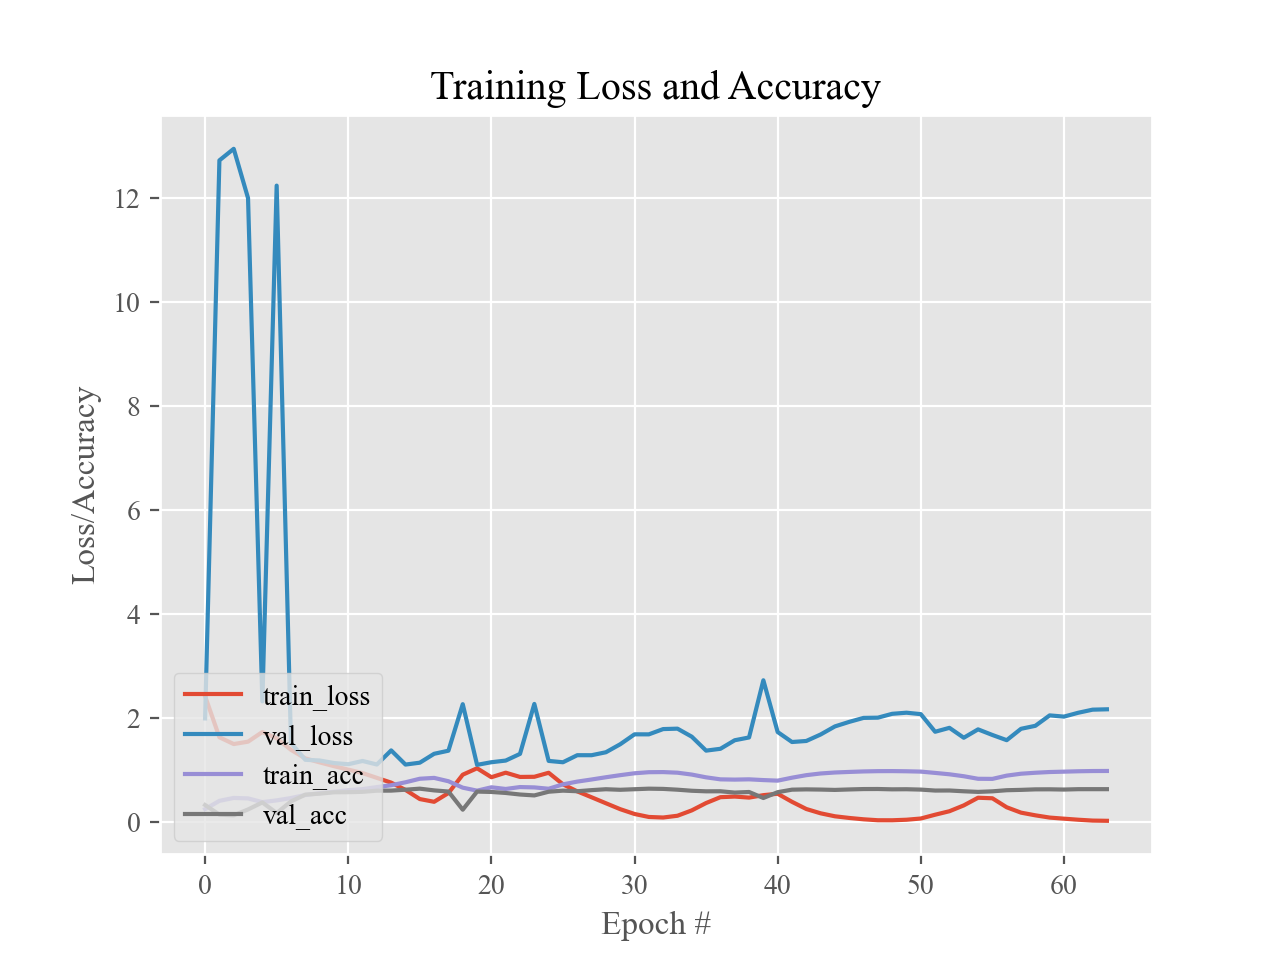 Training Loss and Accuracy
Loss/Accuracy
12
10
8
6
4
2
0
train_loss
val_loss
train_acc
val_acc
0 10 20 30 40 50 60
Epoch #